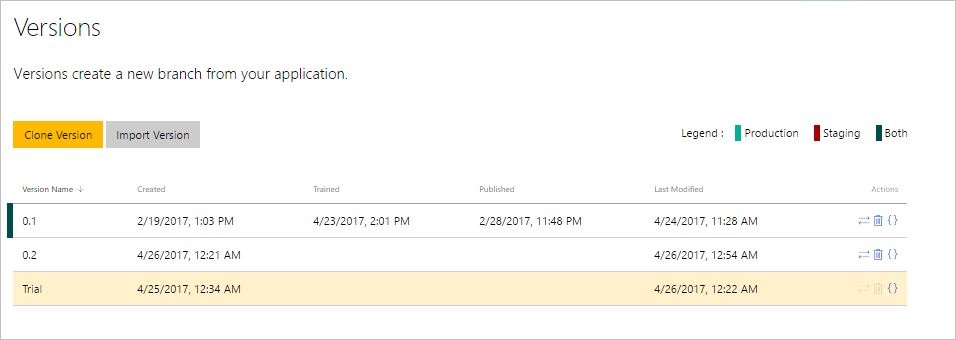 Versions
Versions create a new branch from your application.
Clone Version Import Version Legend : Production Staging Both
Version Name ↓ Created Trained Published Last Modified Actions
0.1 2/19/2017, 1:03 PM 4/23/2017, 2:01 PM 2/28/2017, 11:48 PM 4/24/2017, 11:28 AM {}
0.2 4/26/2017, 12:21 AM 4/26/2017, 12:54 AM {}
Trial 4/25/2017, 12:34 AM 4/26/2017, 12:22 AM {}